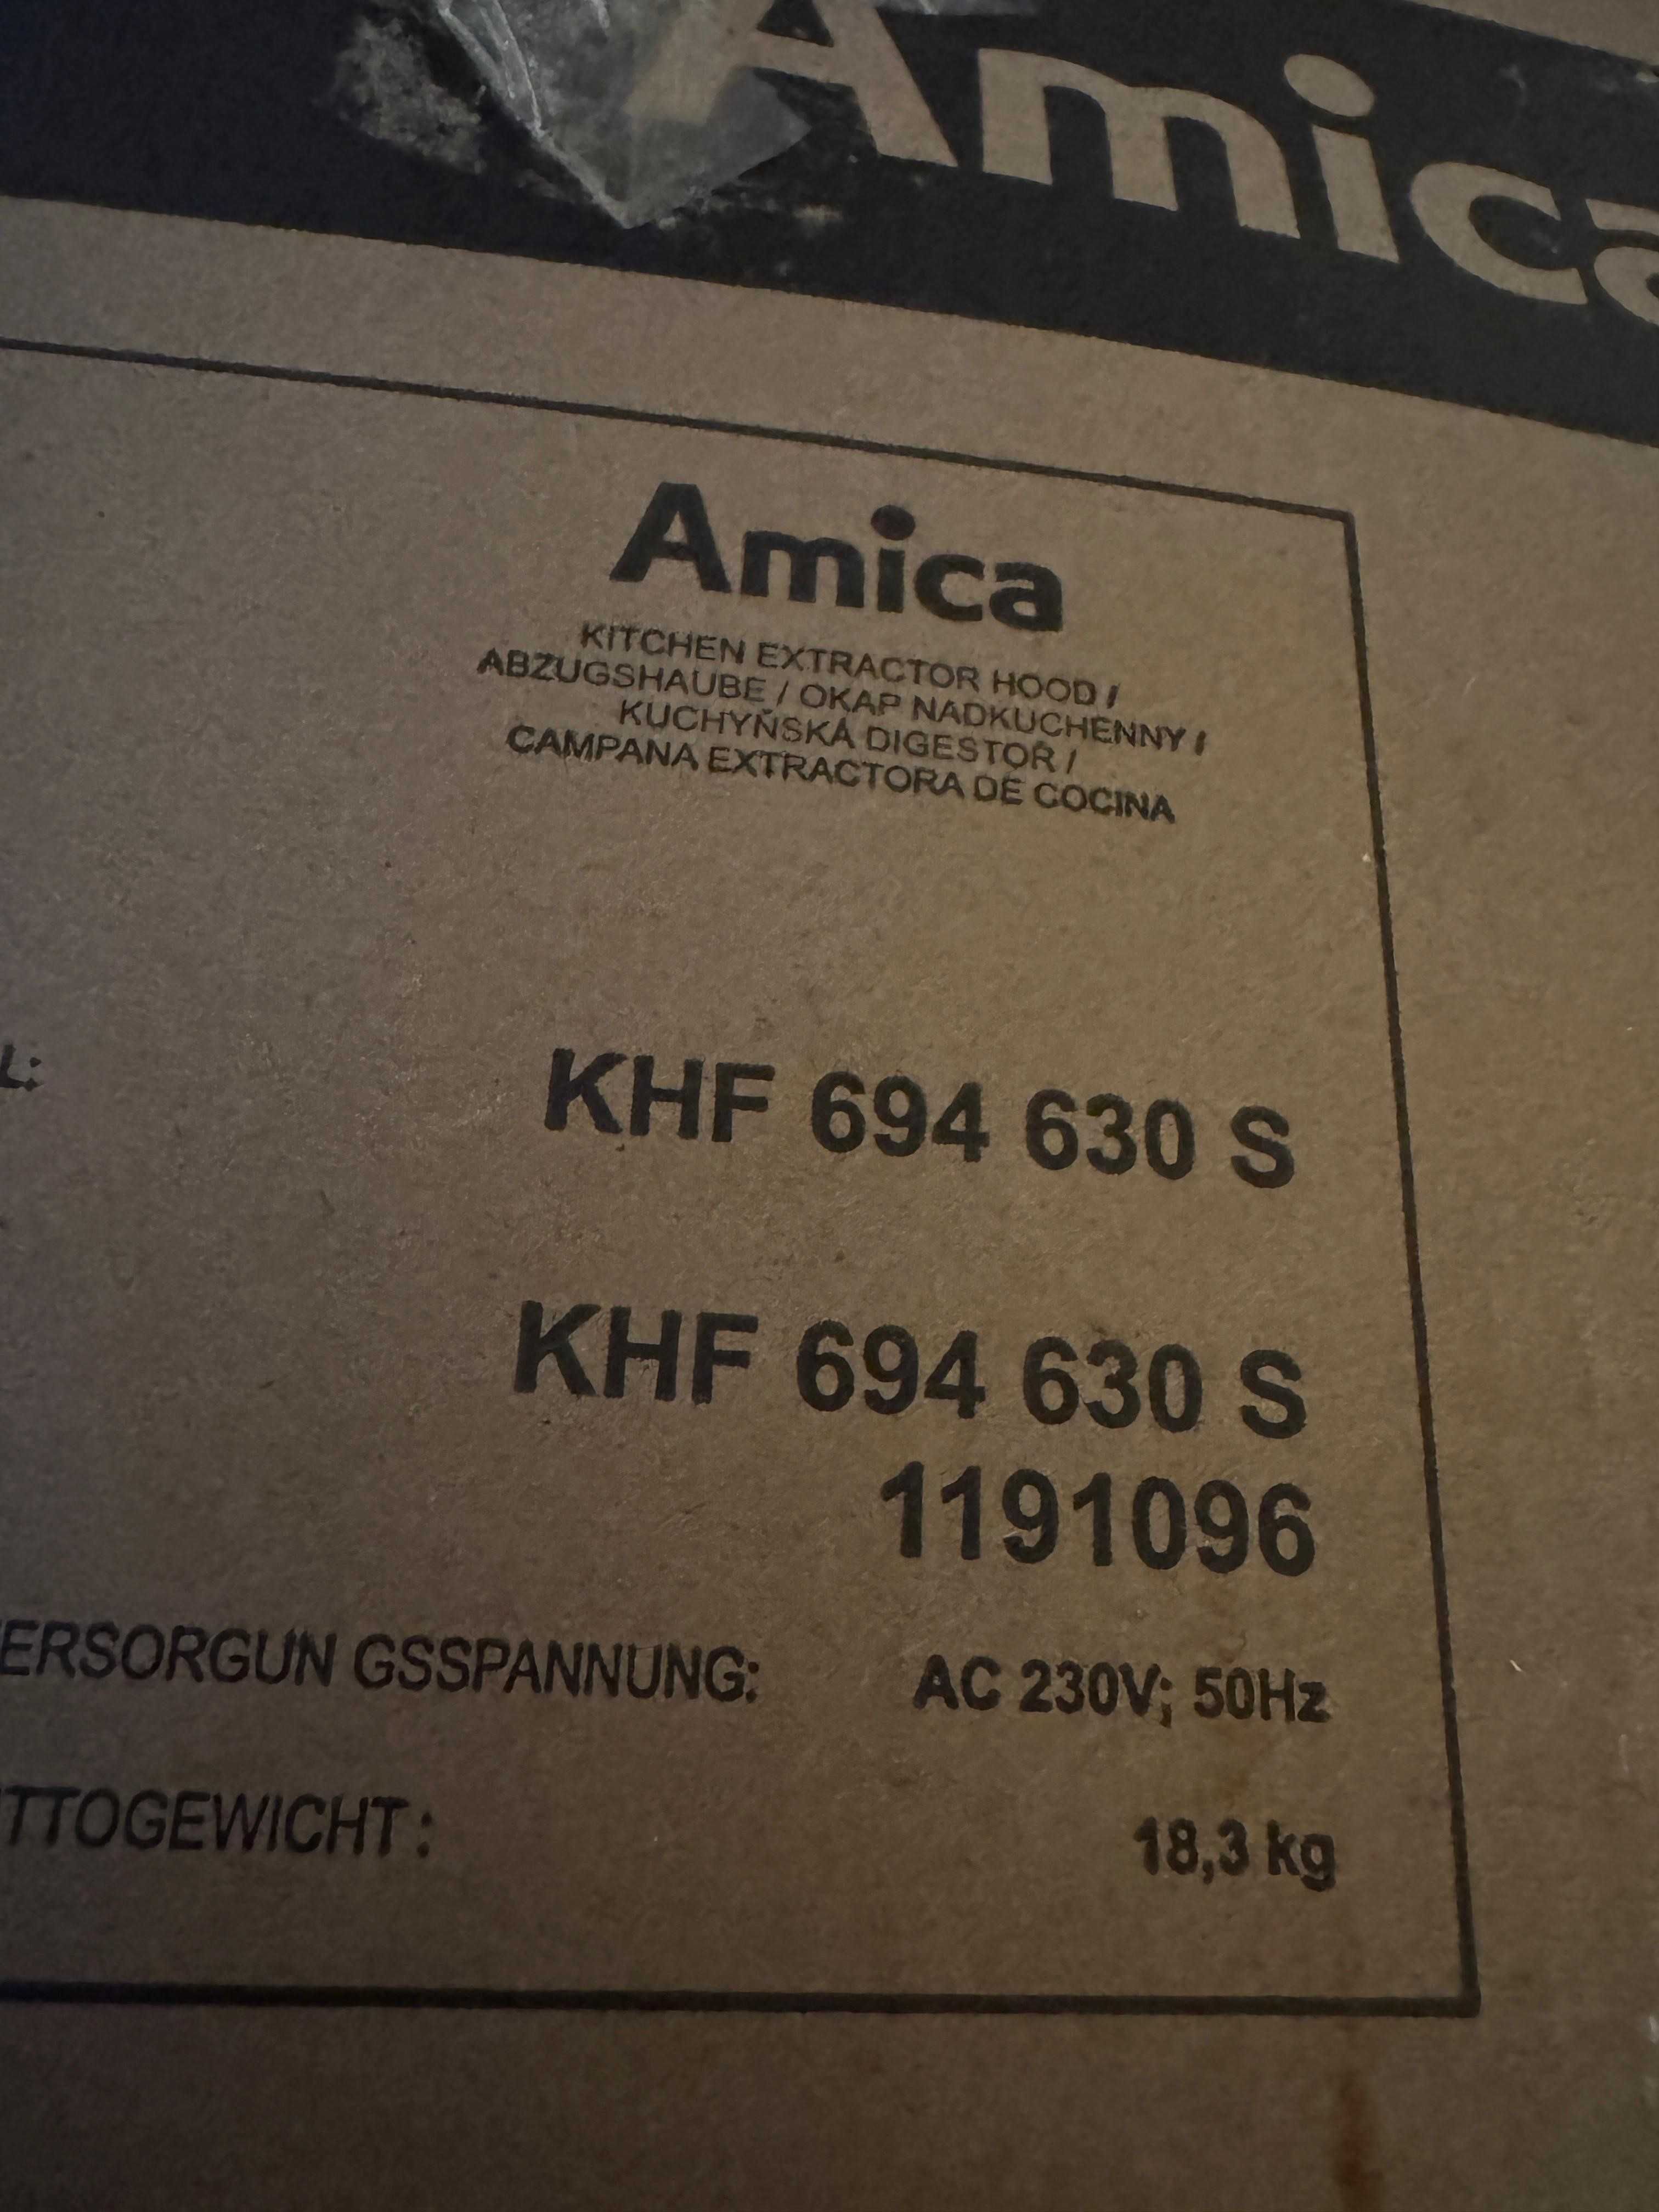 Amica
Amica
KITCHEN EXTRACTOR HOOD /
ABZUGSHAUBE / OKAP NADKUCHENNY /
KUCHYŇSKÁ DIGESTOŘ /
CAMPANA EXTRACTORA DE COCINA
L:
KHF 694 630 S
KHF 694 630 S
1191096
ERSORGUN GSSPANNUNG: AC 230V; 50Hz
TTOGEWICHT : 18,3 kg